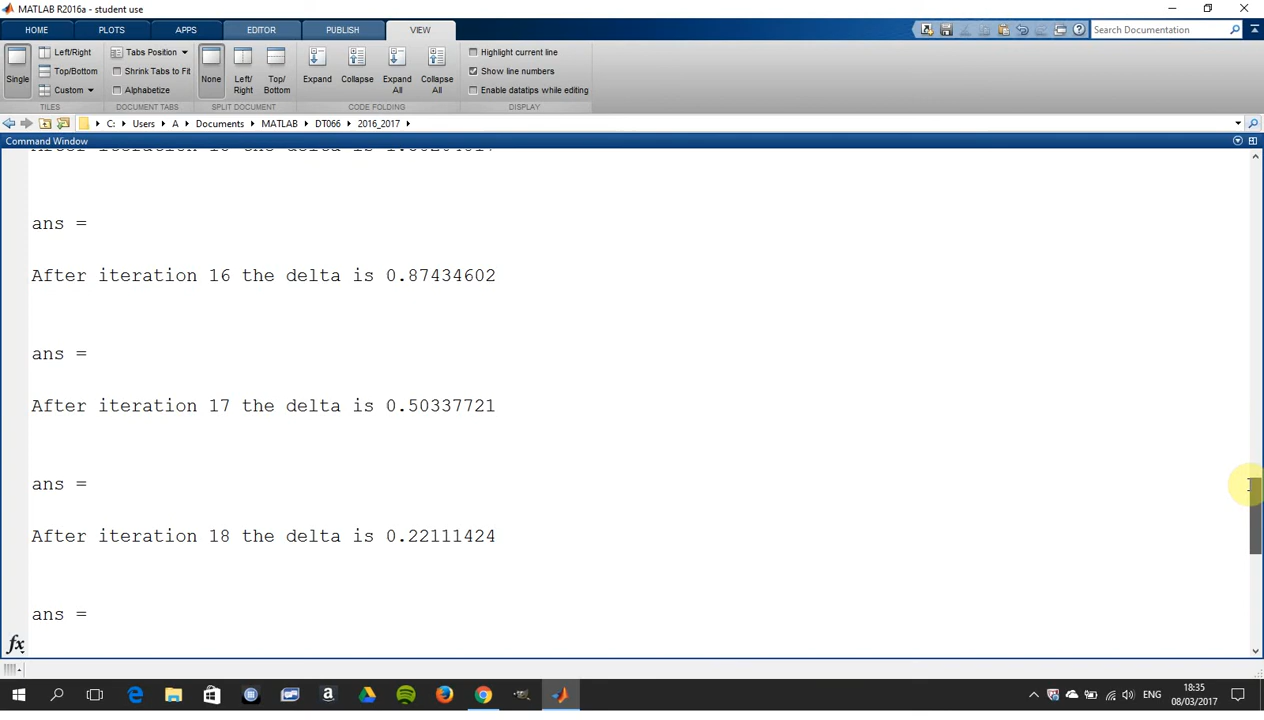 MATLAB R2016a - student use
HOME PLOTS APPS EDITOR PUBLISH VIEW
Search Documentation
Single
Left/Right
Top/Bottom
Custom
TILES
Tabs Position
Shrink Tabs to Fit
Alphabetize
DOCUMENT TABS
None
Left/
Right
Top/
Bottom
SPLIT DOCUMENT
Expand
Collapse
Expand
All
Collapse
All
CODE FOLDING
Highlight current line
Show line numbers
Enable datatips while editing
DISPLAY
C: Users A Documents MATLAB DT066 2016_2017
Command Window
ans =
After iteration 16 the delta is 0.87434602
ans =
After iteration 17 the delta is 0.50337721
ans =
After iteration 18 the delta is 0.22111424
ans =
fx
ENG
18:35
08/03/2017